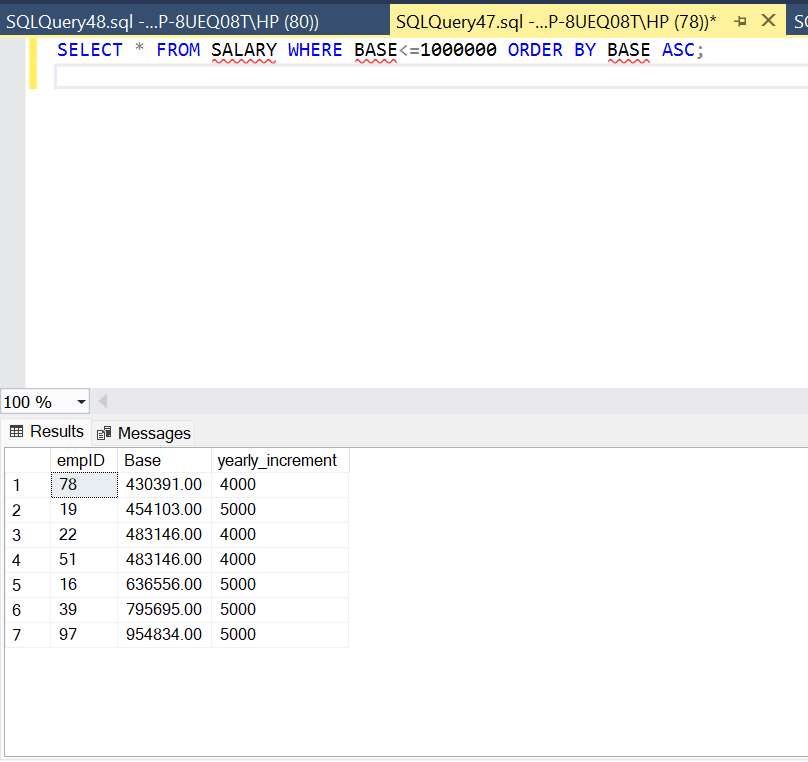 SQLQuery48.sql -...P-8UEQ08T\HP (80)) SQLQuery47.sql -...P-8UEQ08T\HP (78))* SC
SELECT * FROM SALARY WHERE BASE<=1000000 ORDER BY BASE ASC;
100 %
Results Messages
empID Base yearly_increment
1 78 430391.00 4000
2 19 454103.00 5000
3 22 483146.00 4000
4 51 483146.00 4000
5 16 636556.00 5000
6 39 795695.00 5000
7 97 954834.00 5000